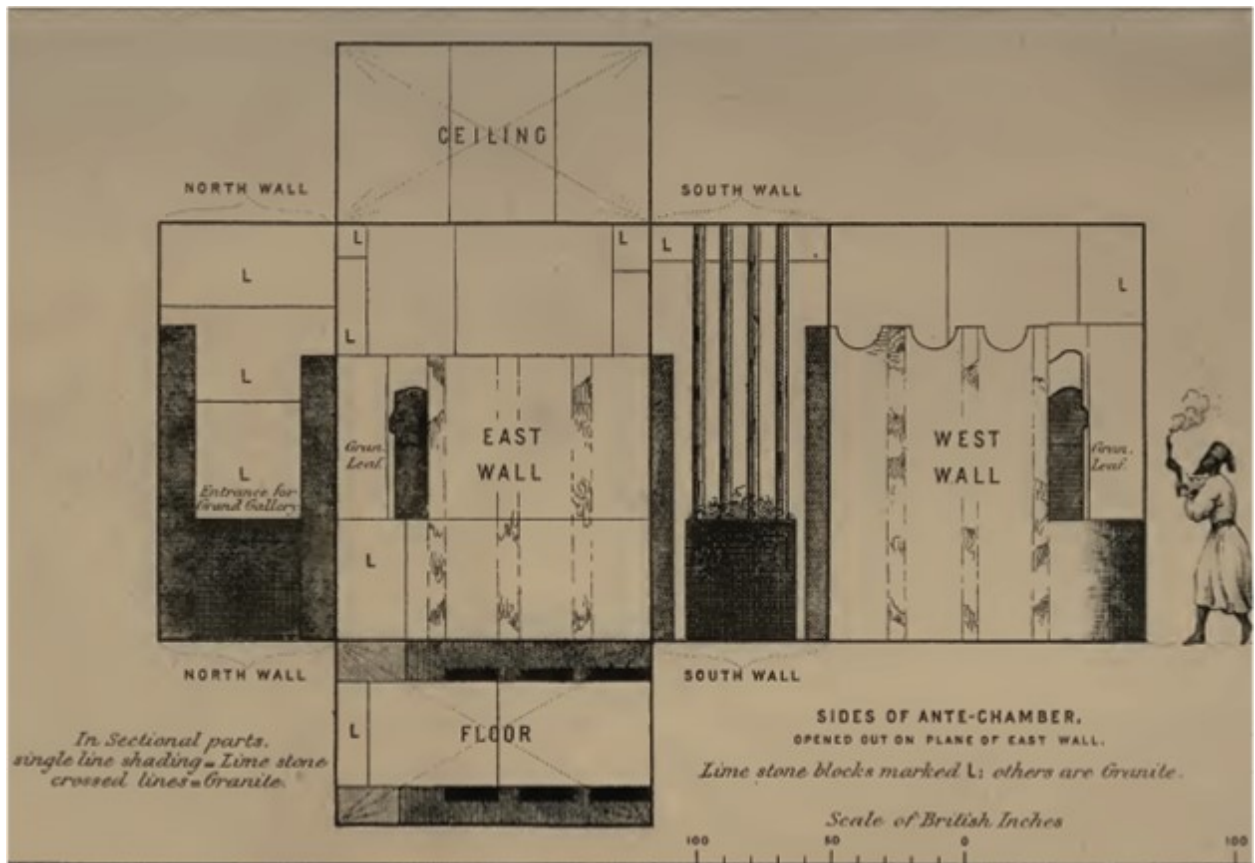 CEILING
NORTH WALL
SOUTH WALL
L
L
L
L
L
L
L
L
EAST
WALL
WEST
WALL
Gran.
Leaf.
Gran.
Leaf.
L
Entrance for
Grand Gallery
L
NORTH WALL
SOUTH WALL
L
FLOOR
SIDES OF ANTE-CHAMBER,
OPENED OUT ON PLANE OF EAST WALL.
In Sectional parts,
single line shading = Lime stone
crossed lines = Granite.
Lime stone blocks marked L; others are Granite.
Scale of British Inches
100
50
0
100